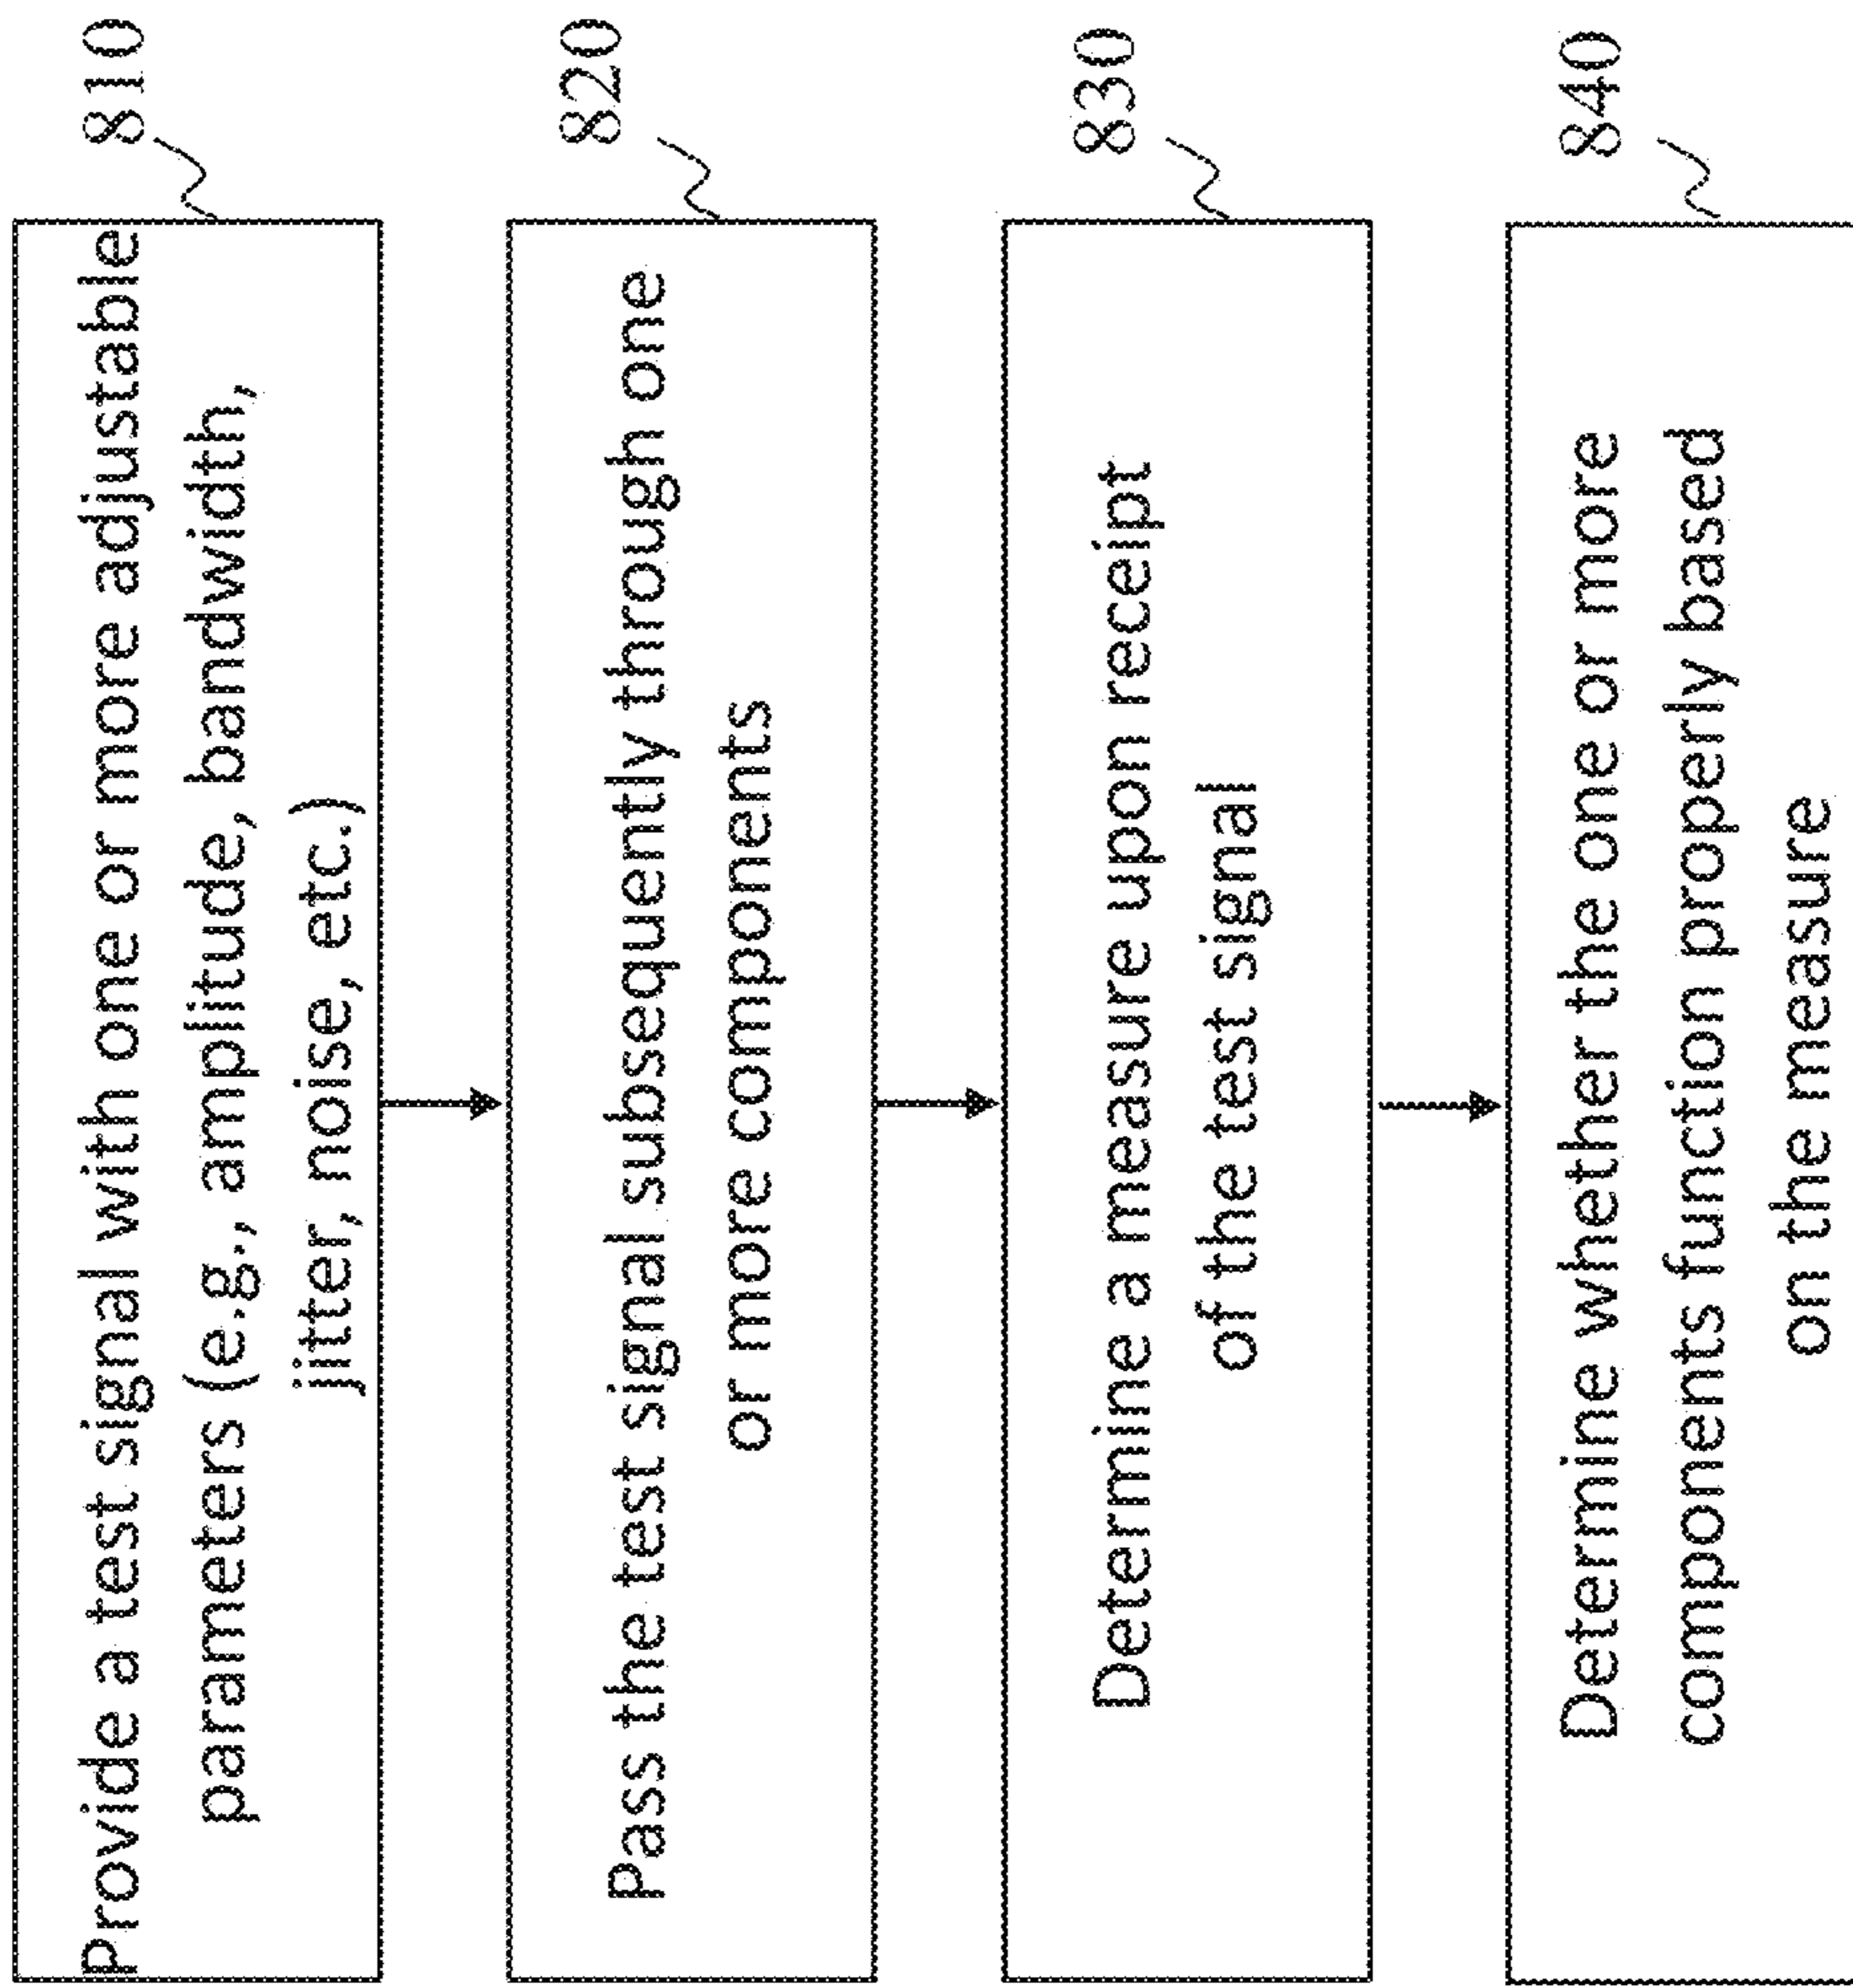 810
Provide a test signal with one or more adjustable
parameters (e.g., amplitude, bandwidth,
jitter, noise, etc.)
820
Pass the test signal subsequently through one
or more components
830
Determine a measure upon receipt
of the test signal
840
Determine whether the one or more
components function properly based
on the measure